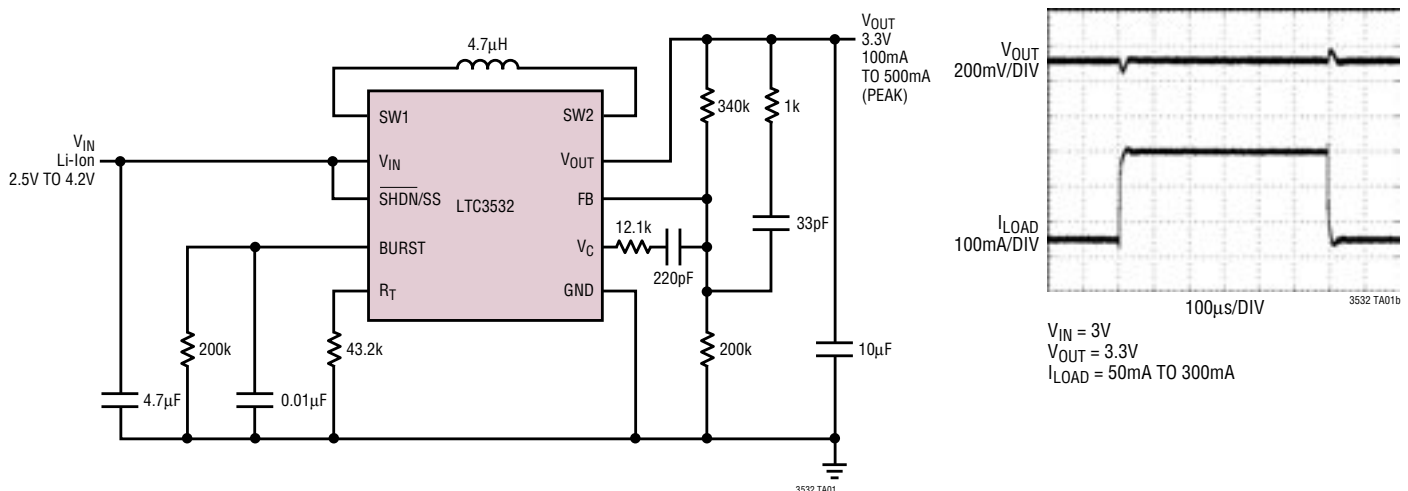 4.7µH
SW1
SW2
VIN
VOUT
SHDN/SS
LTC3532
FB
BURST
VC
RT
GND
VIN
Li-Ion
2.5V TO 4.2V
VOUT
3.3V
100mA
TO 500mA
(PEAK)
340k
1k
12.1k
220pF
33pF
200k
43.2k
200k
10µF
4.7µF
0.01µF
3532 TA01
VOUT
200mV/DIV
ILOAD
100mA/DIV
100µs/DIV
3532 TA01b
VIN = 3V
VOUT = 3.3V
ILOAD = 50mA TO 300mA